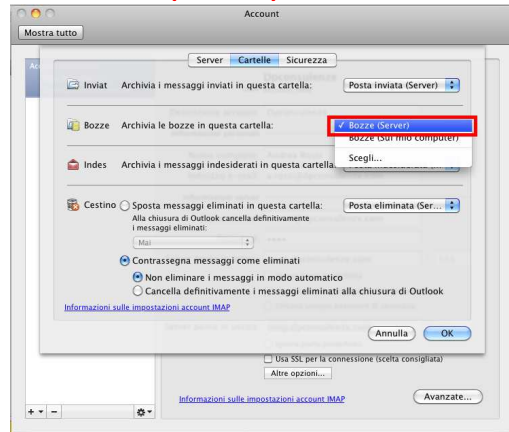 Account
Mostra tutto
Server Cartelle Sicurezza
Inviat Archivia i messaggi inviati in questa cartella: Posta inviata (Server)
Bozze Archivia le bozze in questa cartella: ✓ Bozze (Server)
Bozze (Sul mio computer)
Scegli...
Indes Archivia i messaggi indesiderati in questa cartella:
Cestino Sposta messaggi eliminati in questa cartella: Posta eliminata (Ser...
Alla chiusura di Outlook cancella definitivamente
i messaggi eliminati:
Mai
Contrassegna messaggi come eliminati
Non eliminare i messaggi in modo automatico
Cancella definitivamente i messaggi eliminati alla chiusura di Outlook
Informazioni sulle impostazioni account IMAP
Annulla OK
Usa SSL per la connessione (scelta consigliata)
Altre opzioni...
Informazioni sulle impostazioni account IMAP Avanzate...